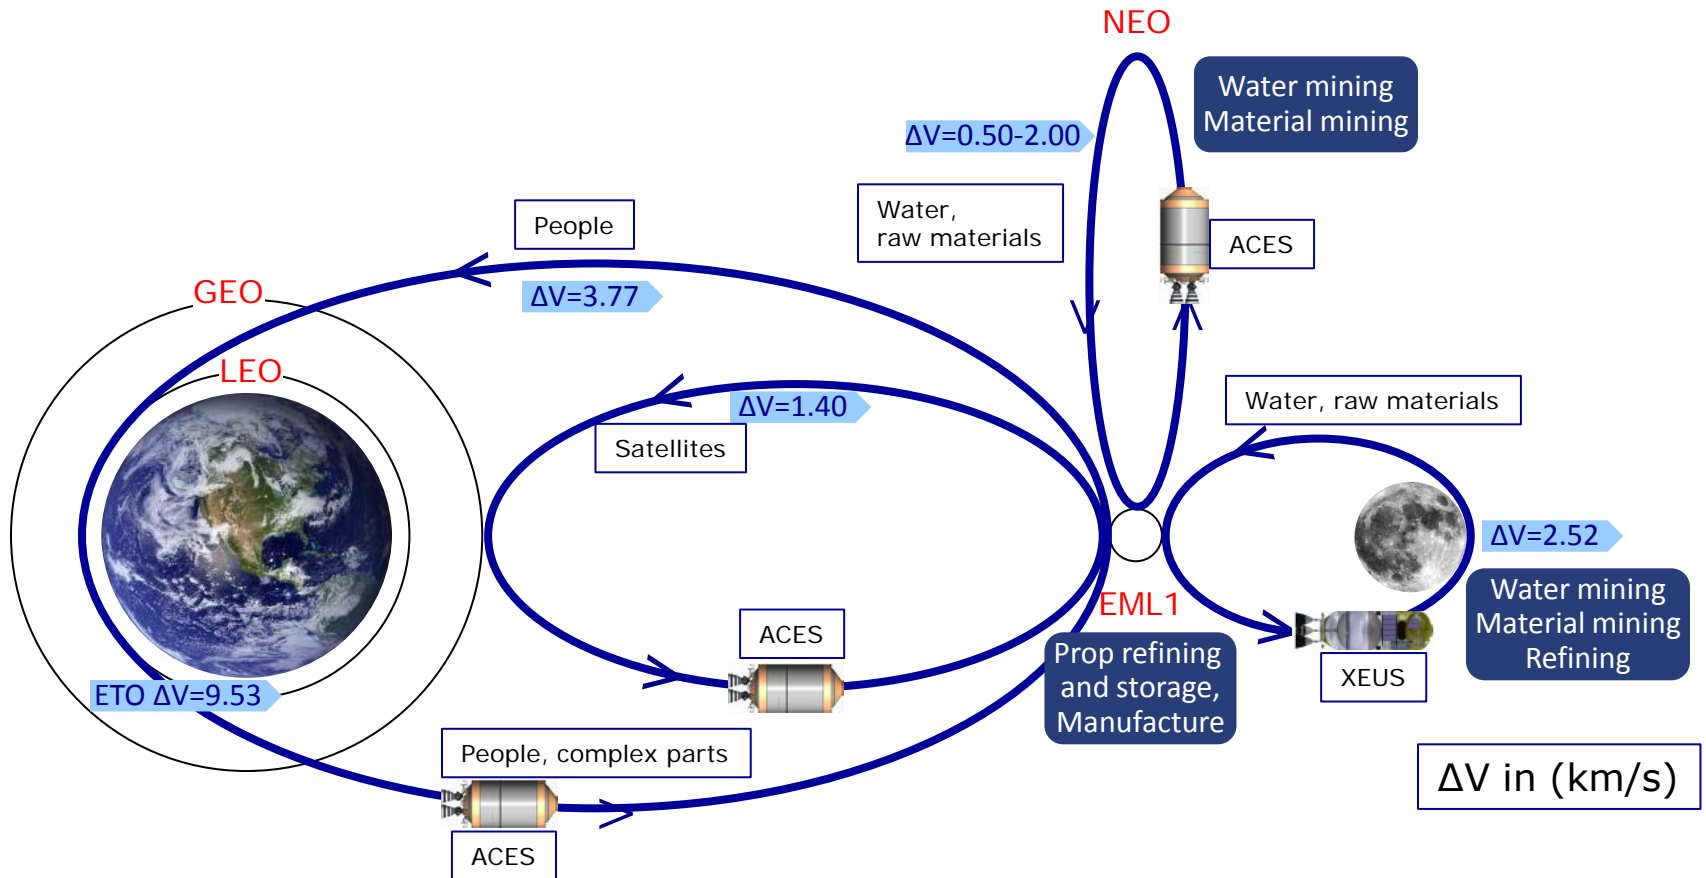 NEO
Water mining
Material mining
ΔV=0.50-2.00
Water,
raw materials
ACES
People
ΔV=3.77
GEO
LEO
ΔV=1.40
Satellites
Water, raw materials
ΔV=2.52
EML1
Water mining
Material mining
Refining
XEUS
Prop refining
and storage,
Manufacture
ACES
ETO ΔV=9.53
People, complex parts
ACES
ΔV in (km/s)